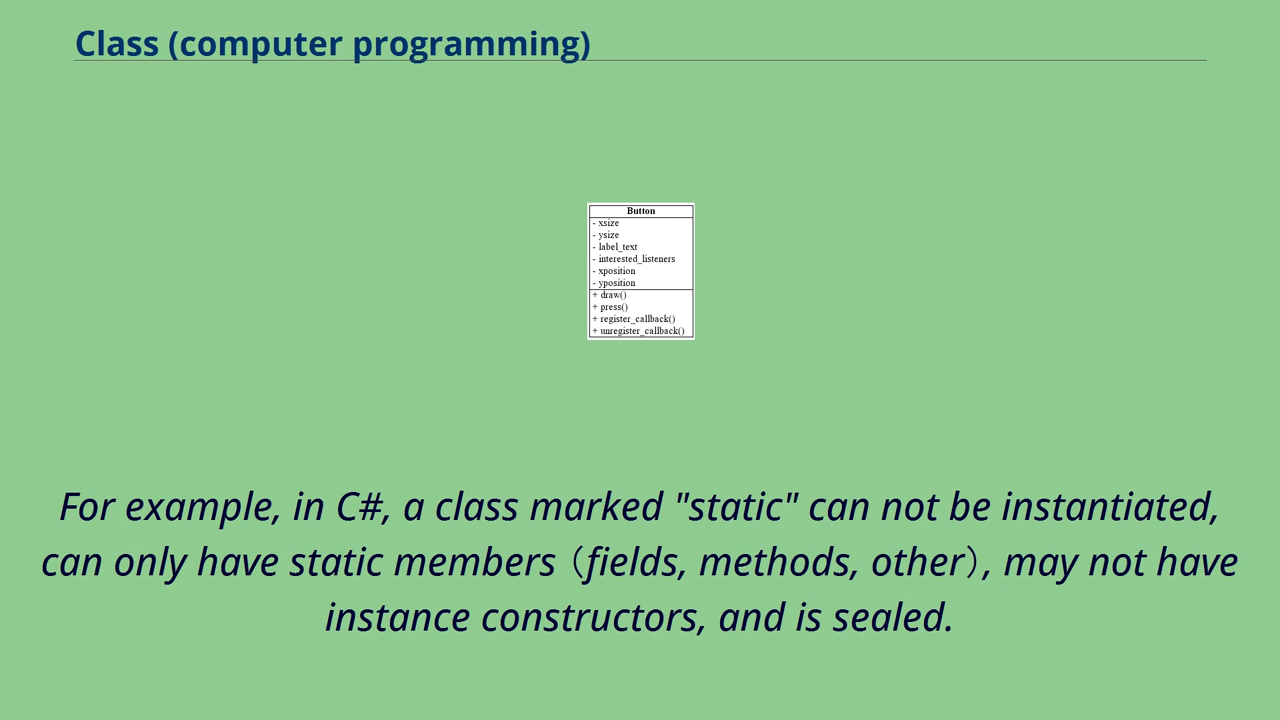 Class (computer programming)
Button
- xsize
- ysize
- label_text
- interested_listeners
- xposition
- yposition
+ draw()
+ press()
+ register_callback()
+ unregister_callback()
For example, in C#, a class marked "static" can not be instantiated,
can only have static members（fields, methods, other）, may not have
instance constructors, and is sealed.